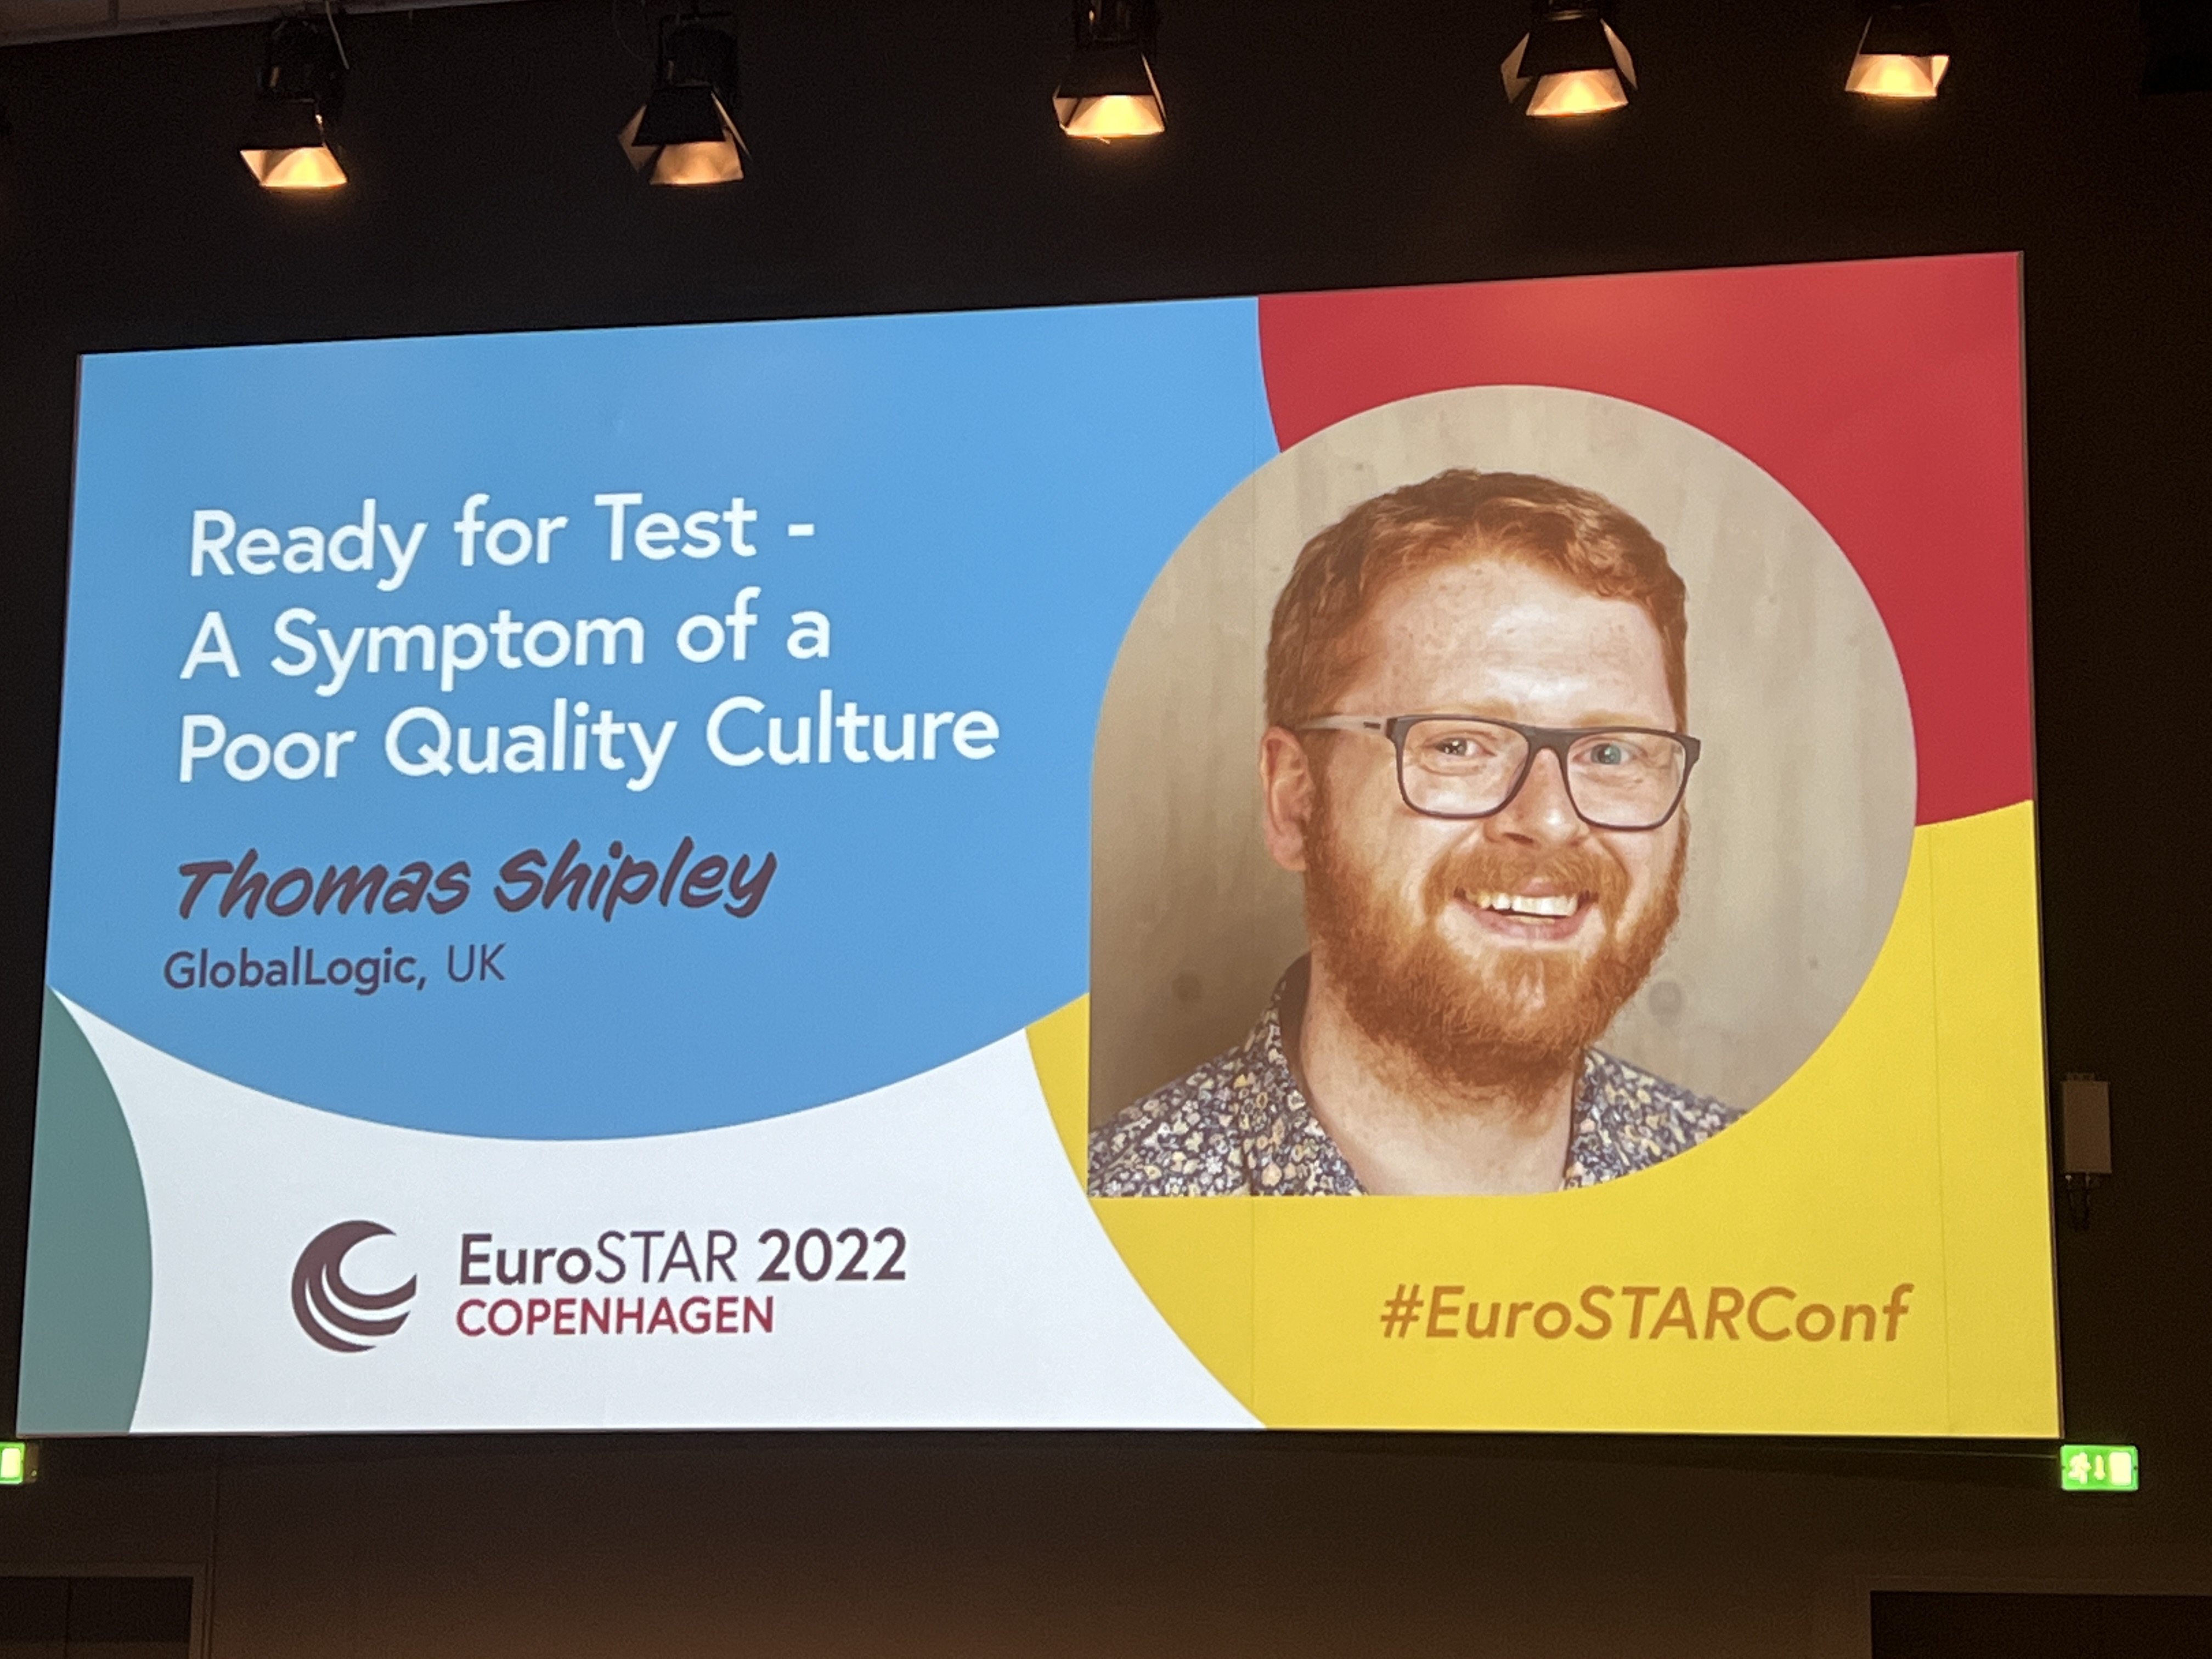 Ready for Test -
A Symptom of a
Poor Quality Culture
Thomas Shipley
GlobalLogic, UK
EuroSTAR 2022
COPENHAGEN
#EuroSTARConf